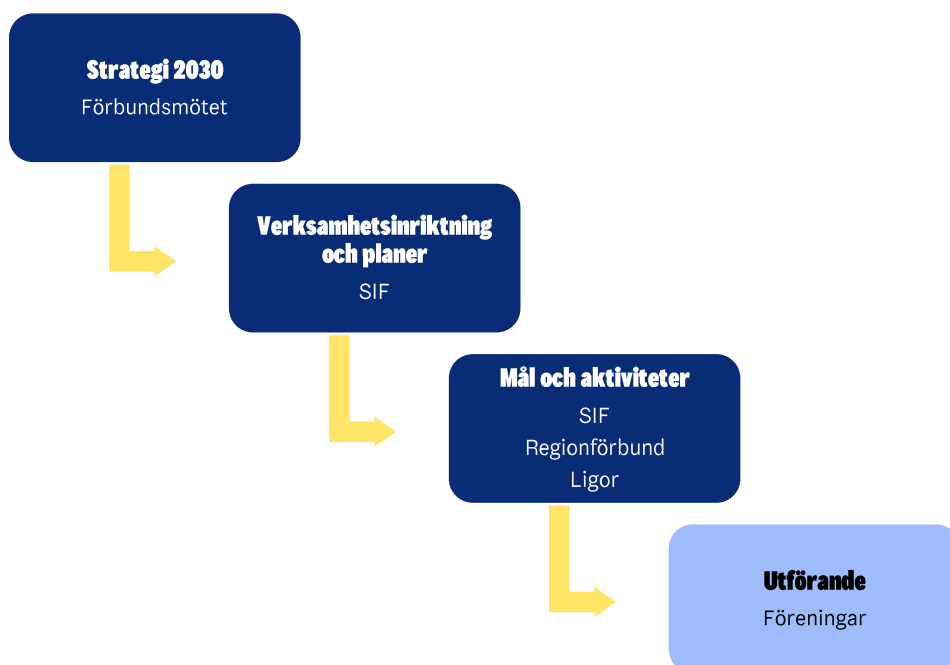 Strategi 2030
Förbundsmötet
Verksamhetsinriktning
och planer
SIF
Mål och aktiviteter
SIF
Regionförbund
Ligor
Utförande
Föreningar